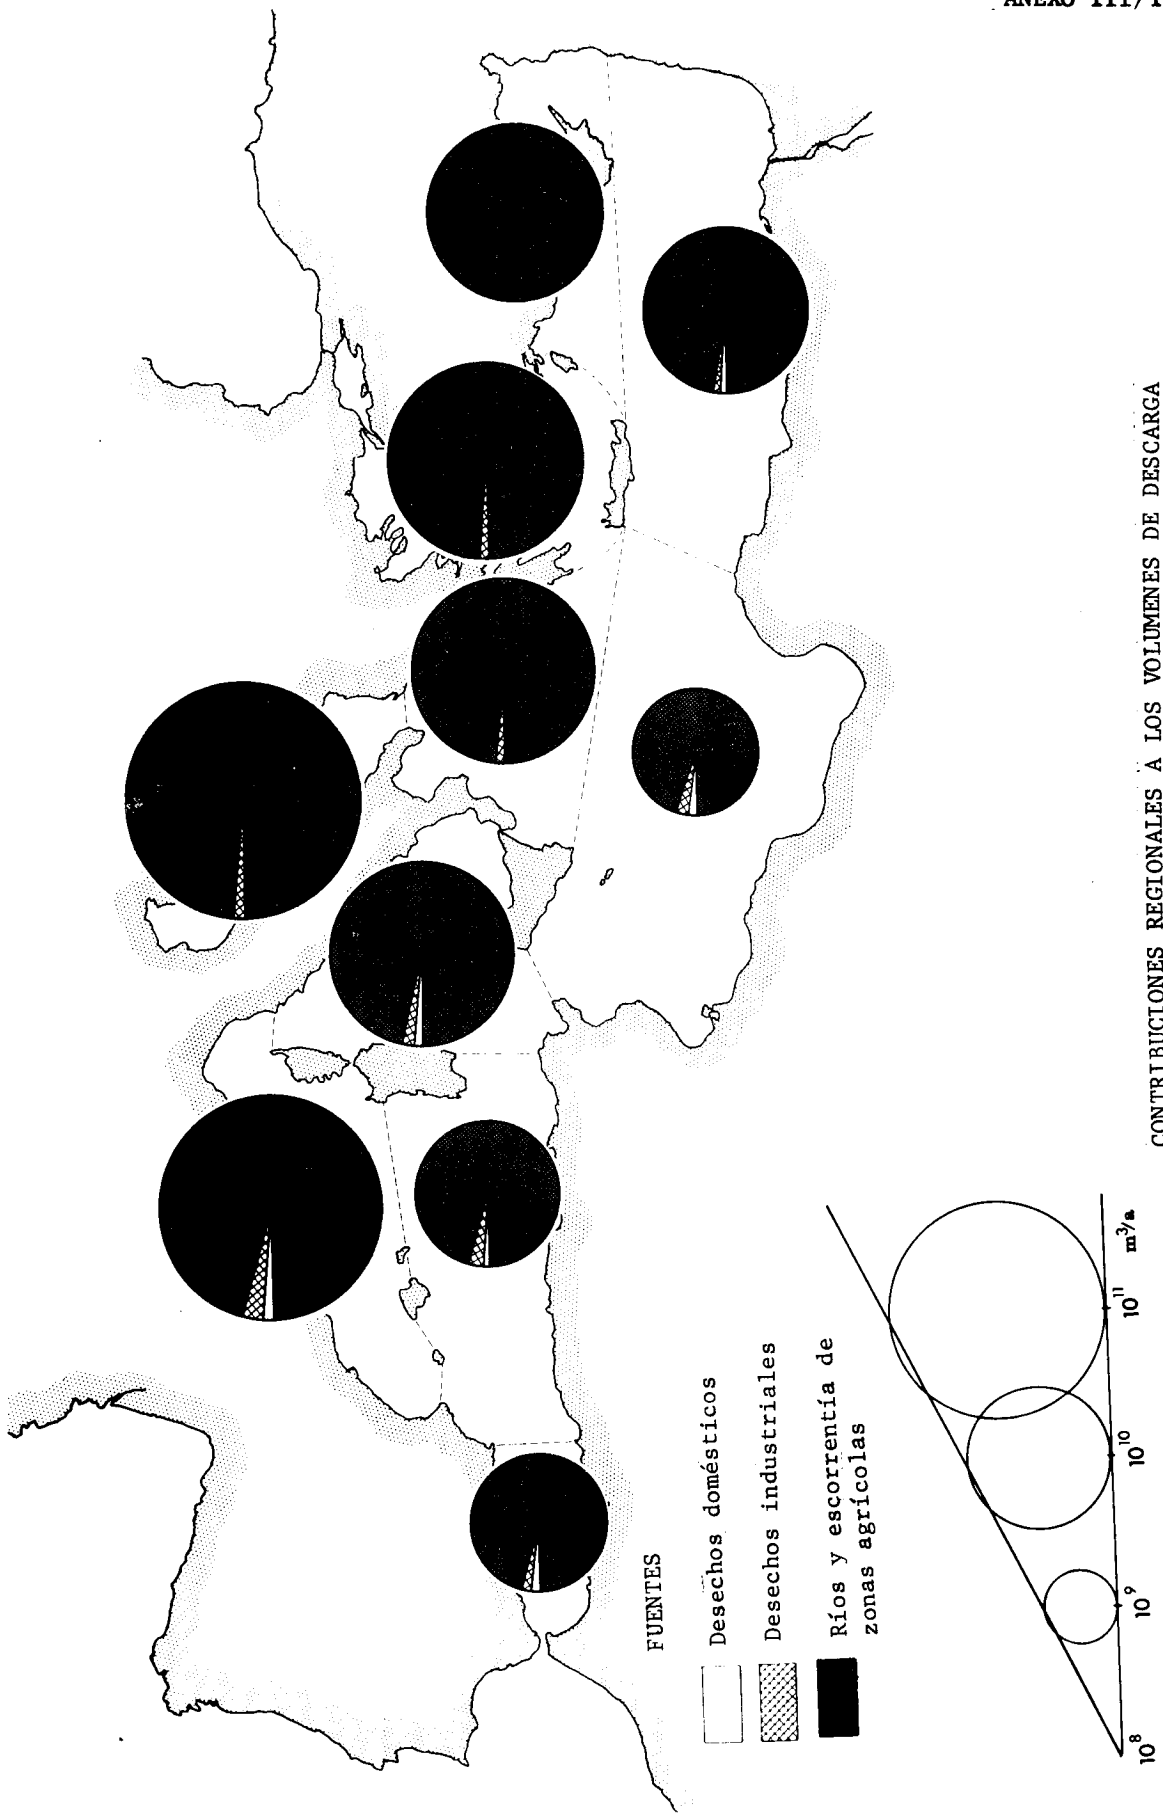 ANEXO III/1
FUENTES
Desechos domésticos
Desechos industriales
Ríos y escorrentía de
zonas agrícolas
10⁸
10⁹
10¹⁰
10¹¹
m³/a
CONTRIBUCIONES REGIONALES A LOS VOLUMENES DE DESCARGA